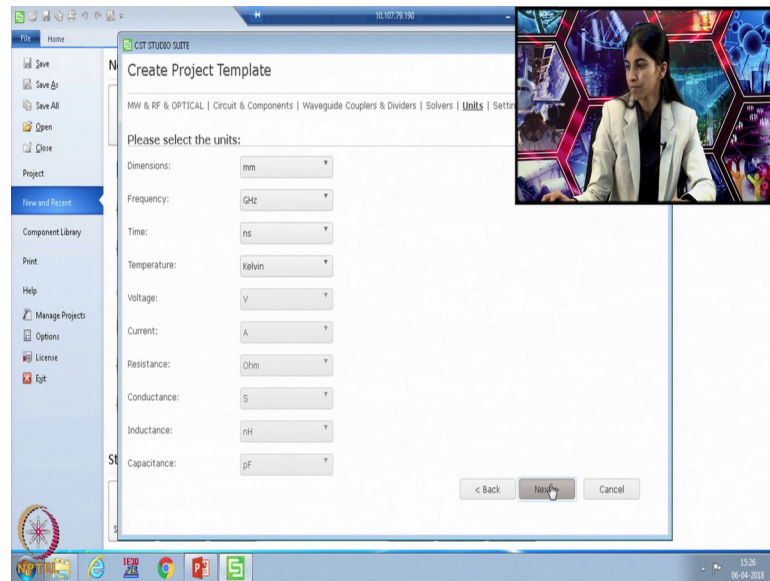 10.107.79.190
File Home
CST STUDIO SUITE
Save
Save As
Save All
Open
Close
Project
New and Recent
Component Library
Print
Help
Manage Projects
Options
License
Exit
Create Project Template
MW & RF & OPTICAL | Circuit & Components | Waveguide Couplers & Dividers | Solvers | Units |
Please select the units:
Dimensions: mm
Frequency: GHz
Time: ns
Temperature: Kelvin
Voltage: V
Current: A
Resistance: Ohm
Conductance: S
Inductance: nH
Capacitance: pF
< Back Next Cancel
NPTEL
15:26
06-04-2018